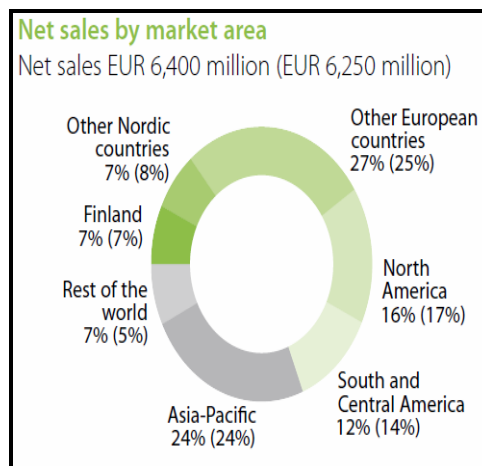 Net sales by market area
Net sales EUR 6,400 million (EUR 6,250 million)
Other Nordic
countries
7% (8%)
Other European
countries
27% (25%)
Finland
7% (7%)
North
America
16% (17%)
Rest of the
world
7% (5%)
South and
Central America
12% (14%)
Asia-Pacific
24% (24%)